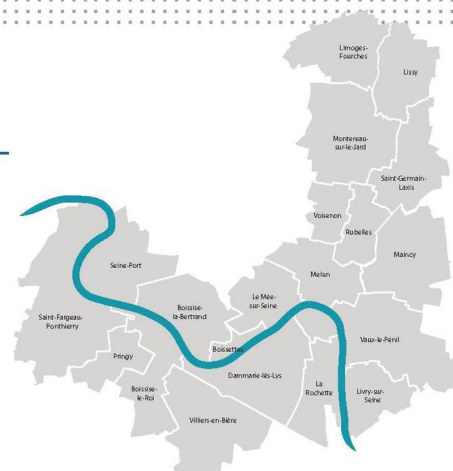 Limoges-
Fourches
Lissy
Montereau-
sur-le-Jard
Saint-Germain-
Laxis
Voisenon
Rubelles
Maincy
Seine-Port
Melun
Le Mée-
sur-Seine
Boissise-
la-Bertrand
Saint-Fargeau-
Ponthierry
Vaux-le-Pénil
Boissettes
Pringy
Dammarie-lès-Lys
La
Rochette
Livry-sur-
Seine
Boissise-
le-Roi
Villiers-en-Bière